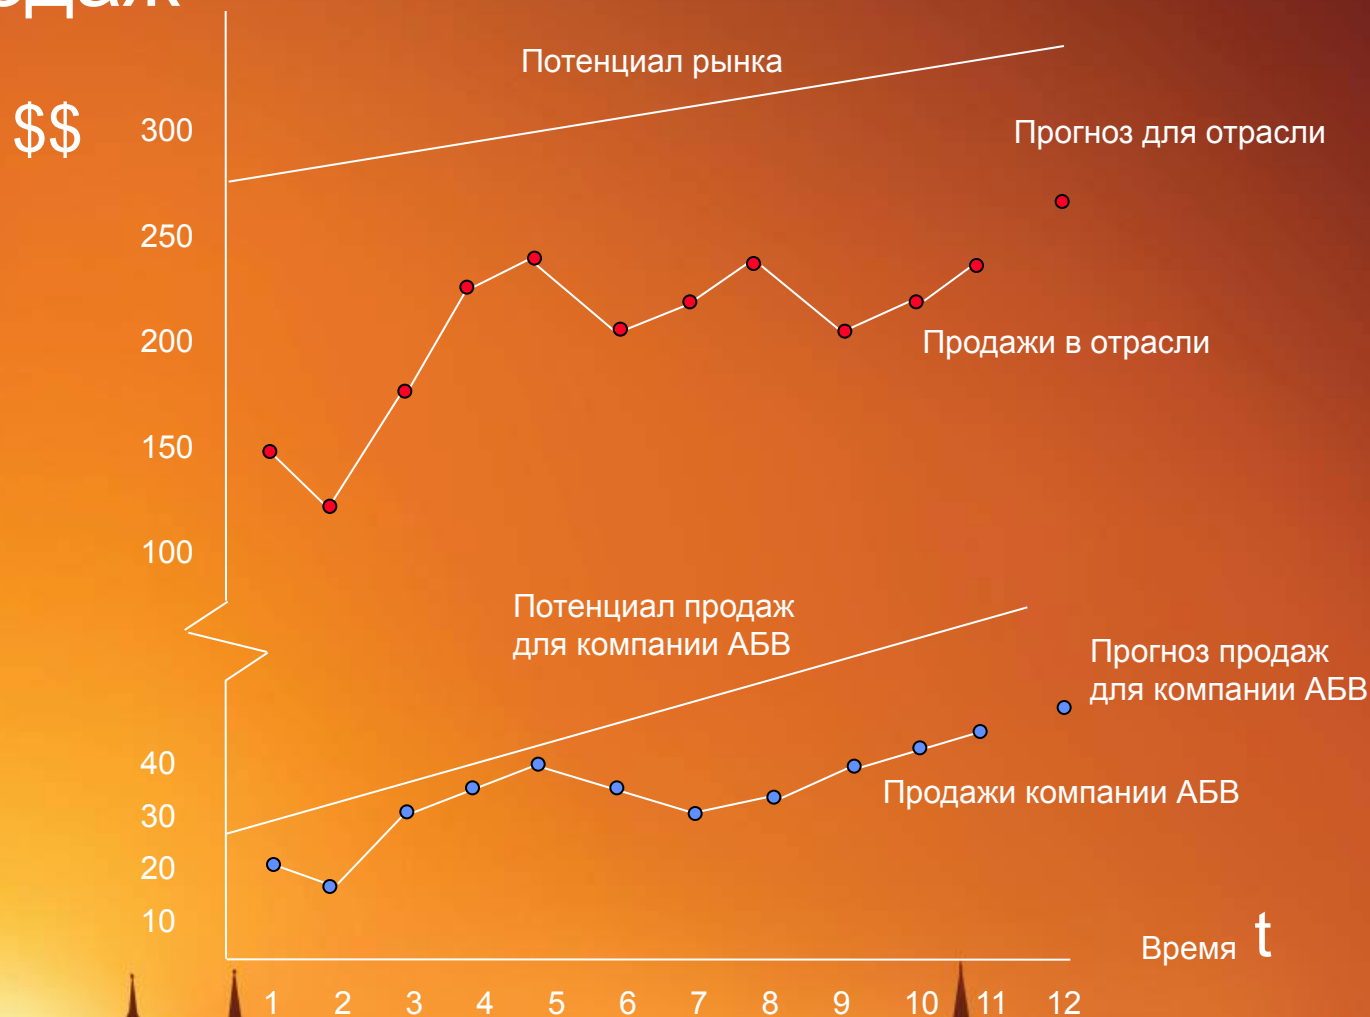 Потенциал рынка
$$
300
Прогноз для отрасли
250
200
Продажи в отрасли
150
100
Потенциал продаж
для компании АБВ
Прогноз продаж
для компании АБВ
40
Продажи компании АБВ
30
20
10
Время t
1 2 3 4 5 6 7 8 9 10 11 12